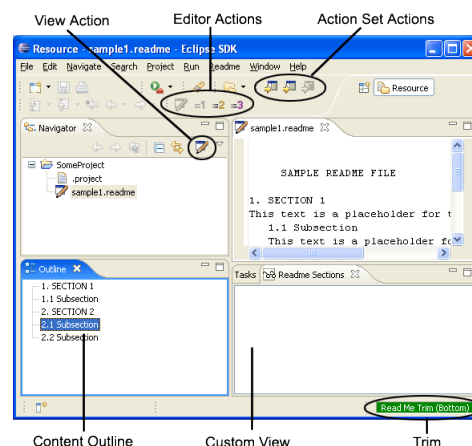 View Action
Editor Actions
Action Set Actions
Resource - sample1.readme - Eclipse SDK
File Edit Navigate Search Project Run Readme Window Help
Resource
=1 =2 =3
Navigator
sample1.readme
SomeProject
.project
sample1.readme
SAMPLE README FILE
1. SECTION 1
This text is a placeholder for t
1.1 Subsection
This text is a placeholder fo
Outline
Tasks Readme Sections
1. SECTION 1
1.1 Subsection
2. SECTION 2
2.1 Subsection
2.2 Subsection
Read Me Trim (Bottom)
Content Outline
Custom View
Trim